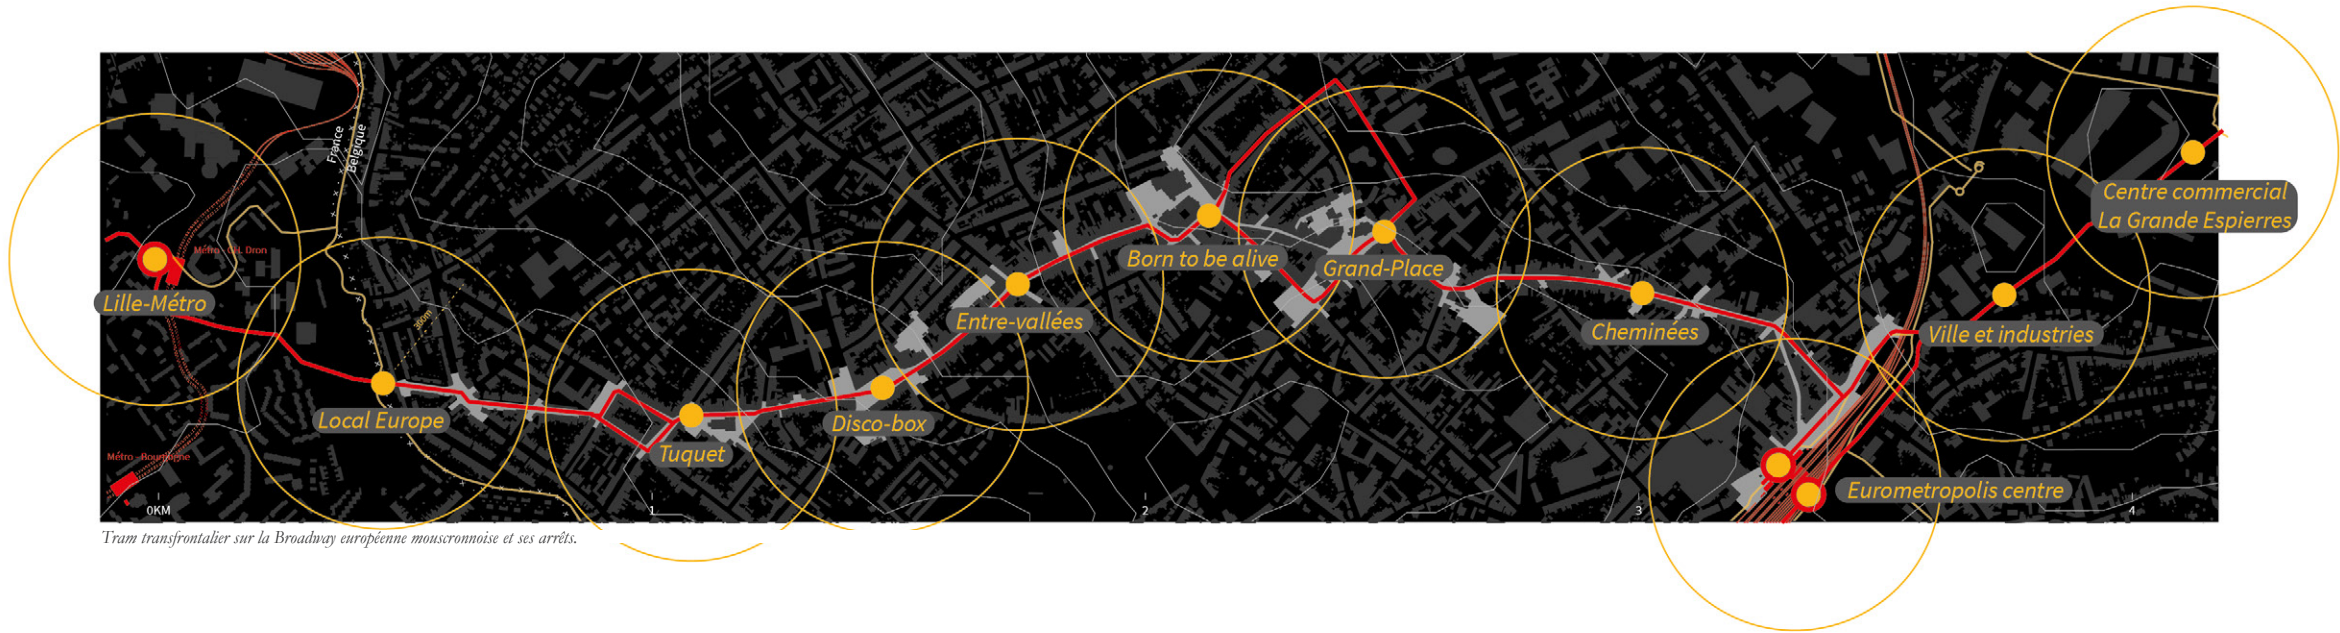 France
Belgique
Métro - C.H. Dron
Lille-Métro
300m
Local Europe
Tuquet
Disco-box
Entre-vallées
Born to be alive
Grand-Place
Cheminées
Ville et industries
Centre commercial
La Grande Espierres
Eurometropolis centre
Métro - Bourgogne
0KM
1
2
3
4
Tram transfrontalier sur la Broadway européenne mouscronnoise et ses arrêts.